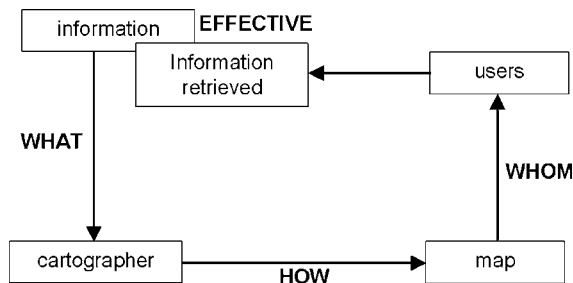 information
EFFECTIVE
Information
retrieved
users
WHAT
WHOM
cartographer
HOW
map